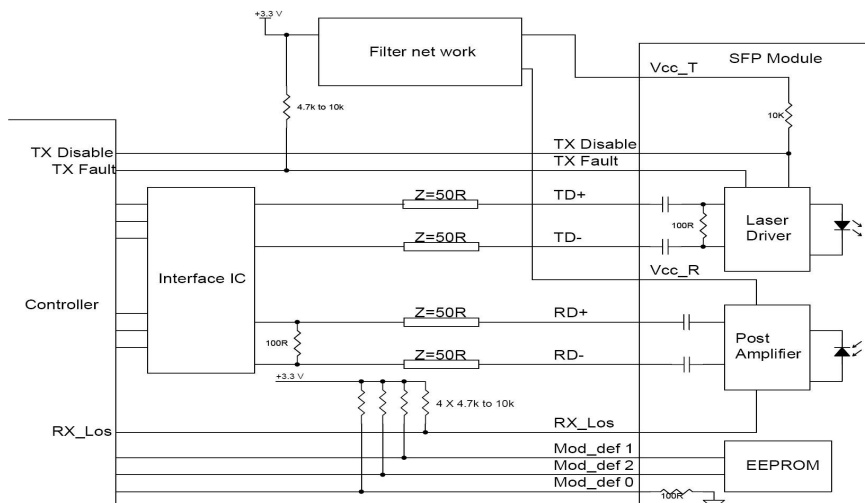 +3.3 V
Filter net work
SFP Module
Vcc_T
4.7k to 10k
10K
TX Disable
TX Disable
TX Fault
TX Fault
Z=50R
TD+
100R
Laser
Driver
Z=50R
TD-
Interface IC
Vcc_R
Controller
Z=50R
RD+
100R
Post
Amplifier
Z=50R
RD-
+3.3 V
4 X 4.7k to 10k
RX_Los
RX_Los
Mod_def 1
Mod_def 2
EEPROM
Mod_def 0
100R